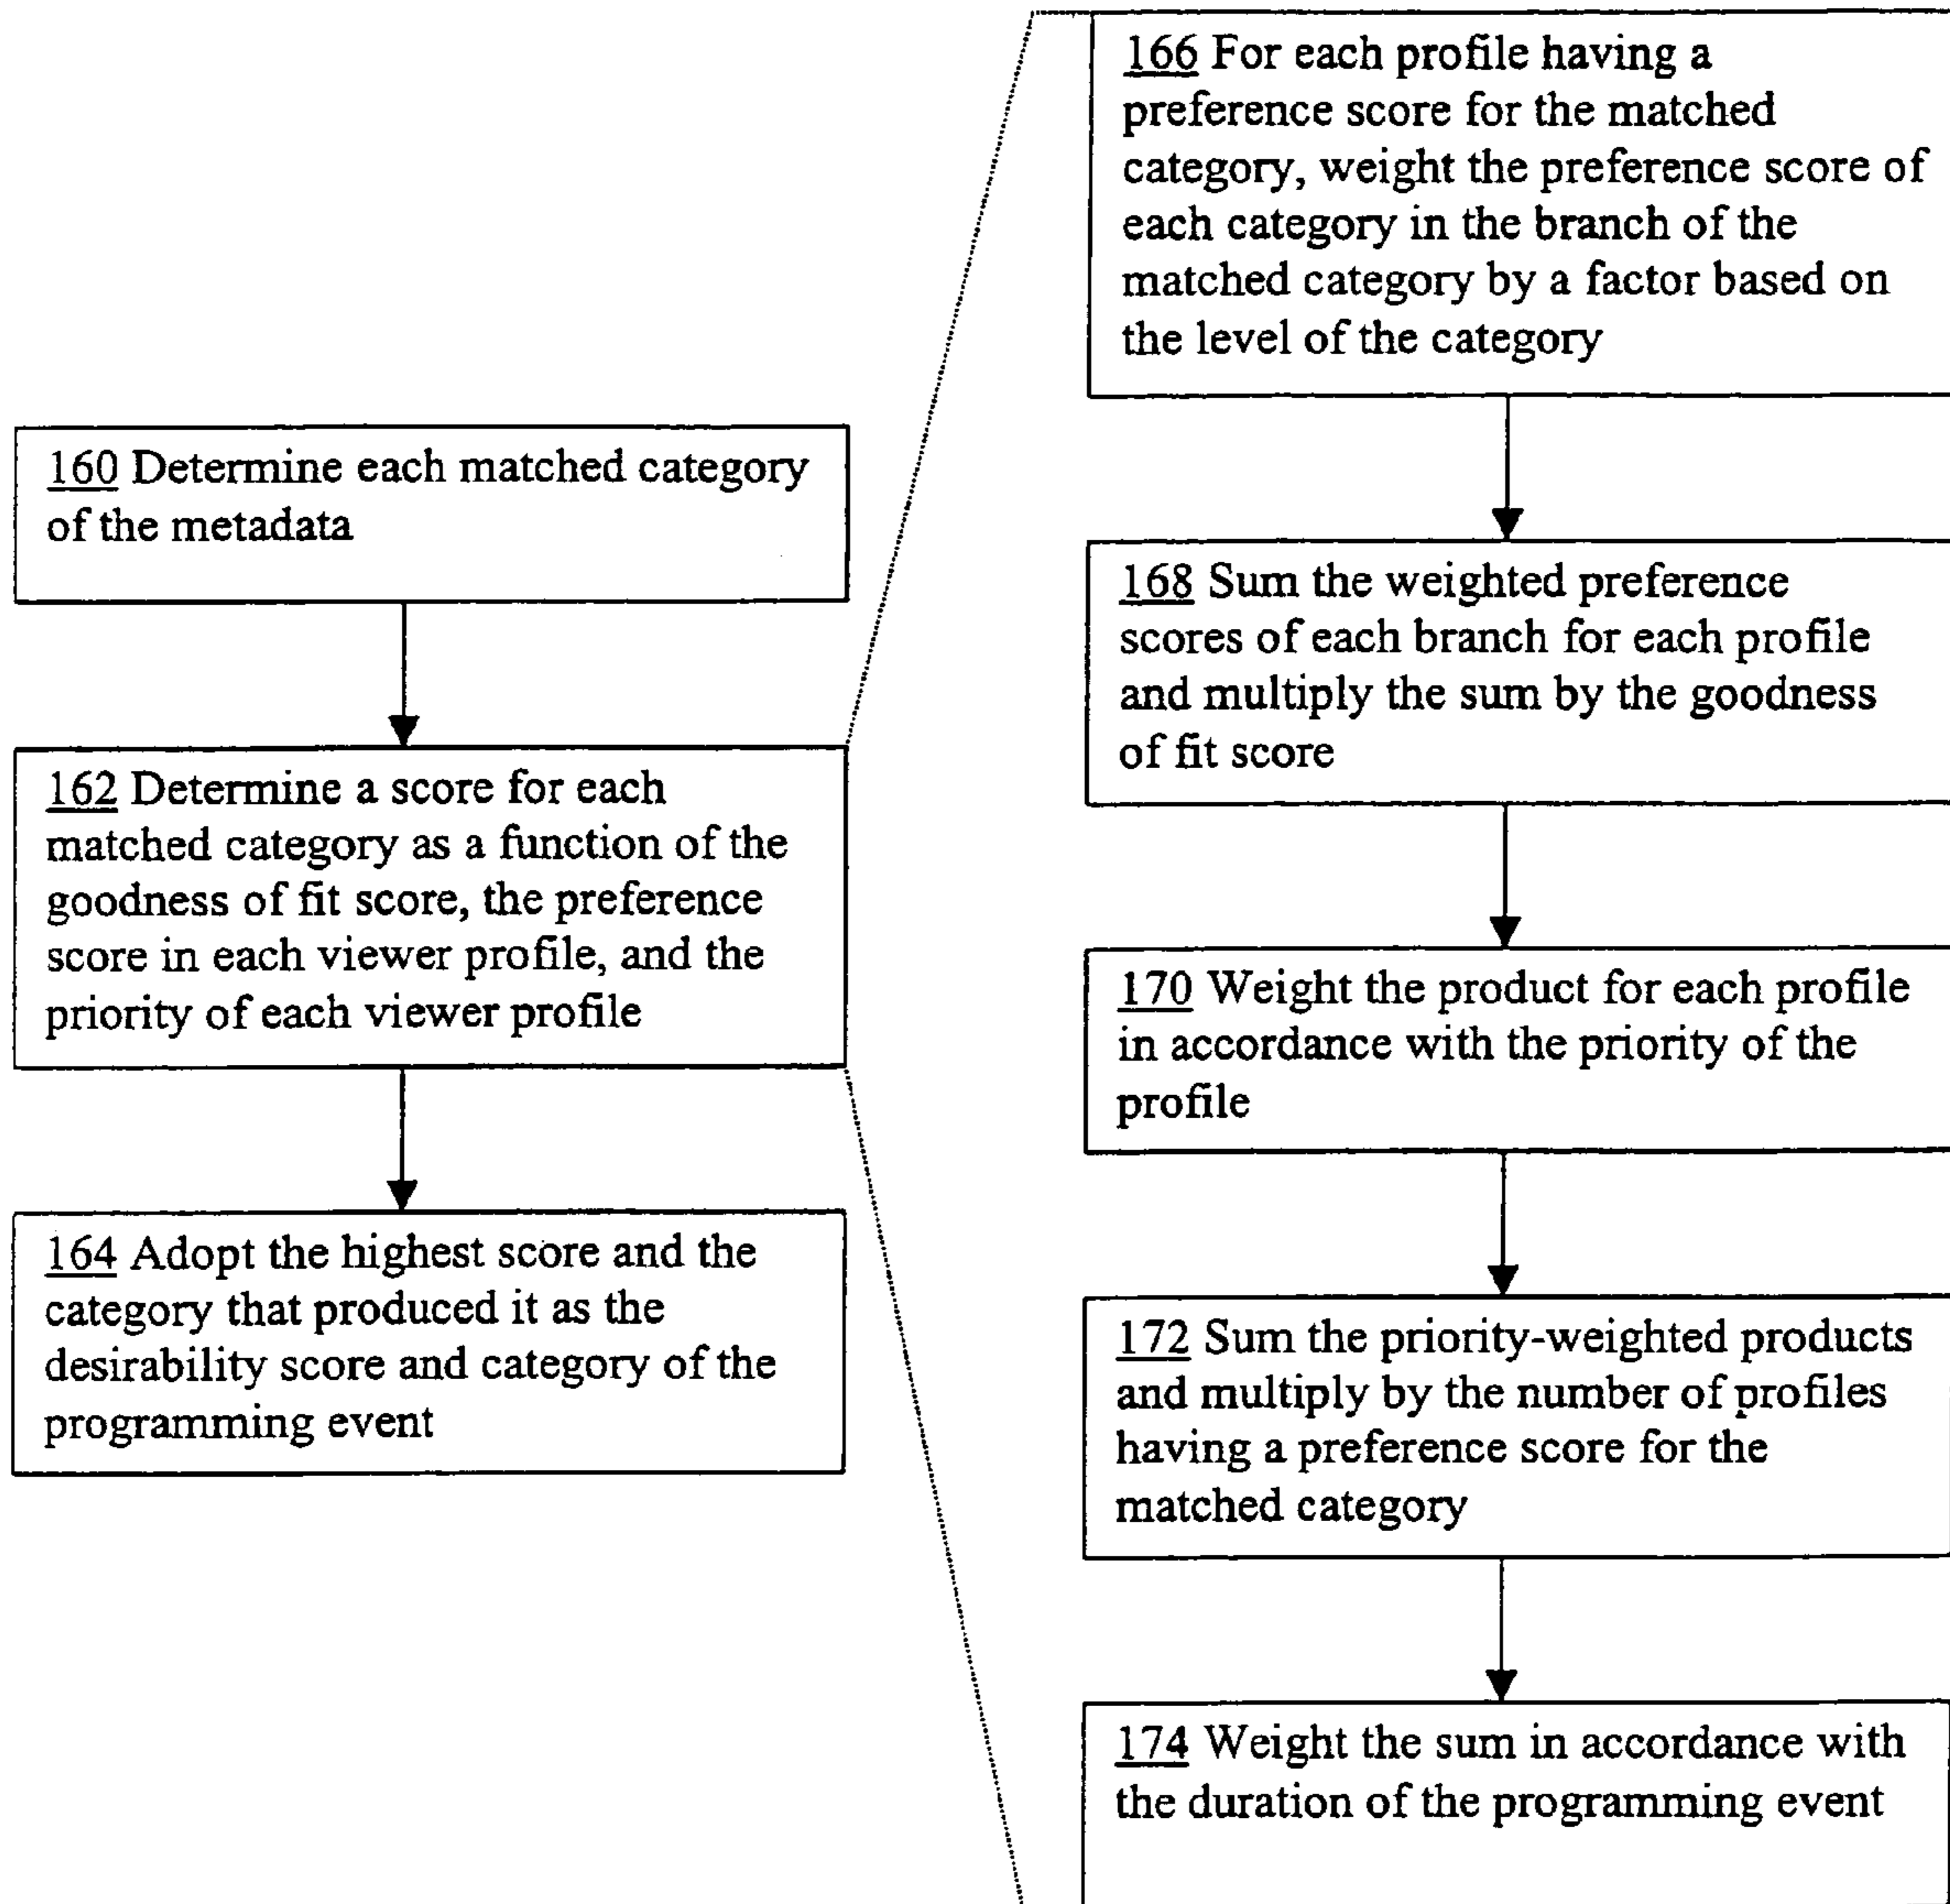 160 Determine each matched category
of the metadata
162 Determine a score for each
matched category as a function of the
goodness of fit score, the preference
score in each viewer profile, and the
priority of each viewer profile
164 Adopt the highest score and the
category that produced it as the
desirability score and category of the
programming event
166 For each profile having a
preference score for the matched
category, weight the preference score of
each category in the branch of the
matched category by a factor based on
the level of the category
168 Sum the weighted preference
scores of each branch for each profile
and multiply the sum by the goodness
of fit score
170 Weight the product for each profile
in accordance with the priority of the
profile
172 Sum the priority-weighted products
and multiply by the number of profiles
having a preference score for the
matched category
174 Weight the sum in accordance with
the duration of the programming event